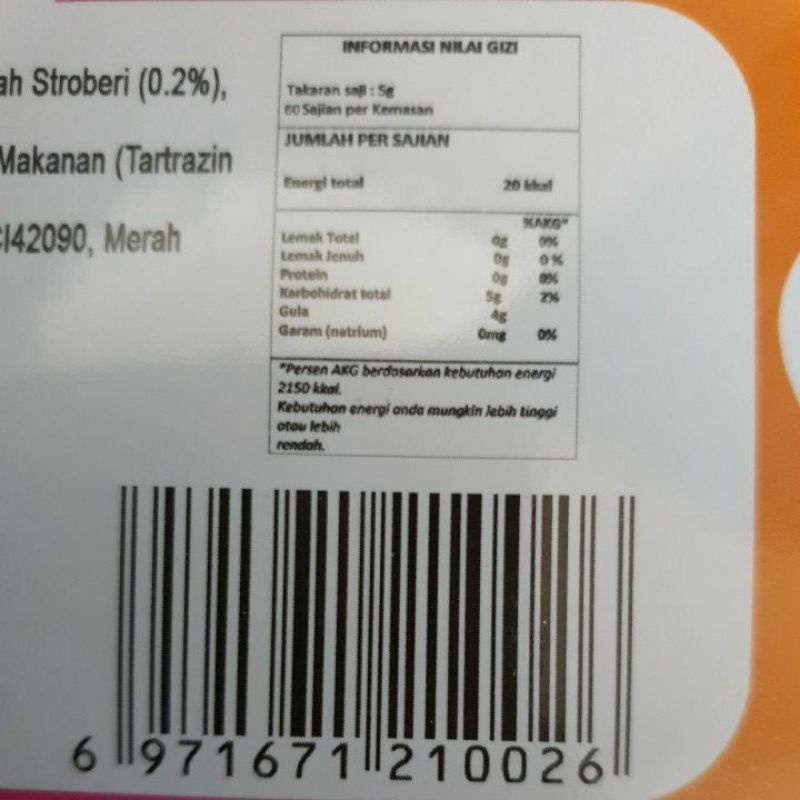 ah Stroberi (0.2%),
Makanan (Tartrazin
CI42090, Merah
INFORMASI NILAI GIZI
Takaran saji : 5g
60 Sajian per Kemasan
JUMLAH PER SAJIAN
Energi total 20 kkal
%AKG*
Lemak Total 0g 0%
Lemak Jenuh 0g 0 %
Protein 0g 0%
Karbohidrat total 5g 2%
Gula 4g
Garam (natrium) 0mg 0%
*Persen AKG berdasarkan kebutuhan energi
2150 kkal.
Kebutuhan energi anda mungkin lebih tinggi
atau lebih
rendah.
6 971671 210026